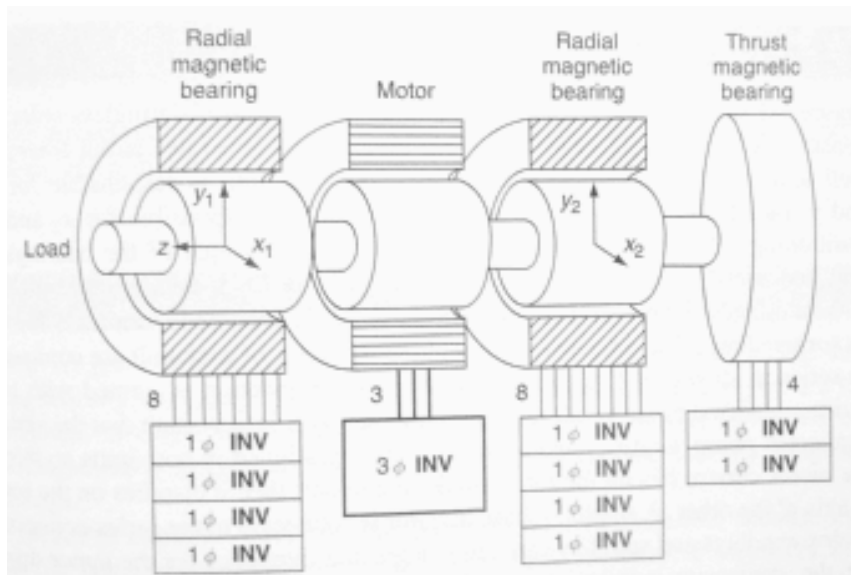 Radial
magnetic
bearing
Motor
Radial
magnetic
bearing
Thrust
magnetic
bearing
Load
z
y1
x1
y2
x2
8
3
8
4
1ϕ INV
1ϕ INV
1ϕ INV
1ϕ INV
3ϕ INV
1ϕ INV
1ϕ INV
1ϕ INV
1ϕ INV
1ϕ INV
1ϕ INV